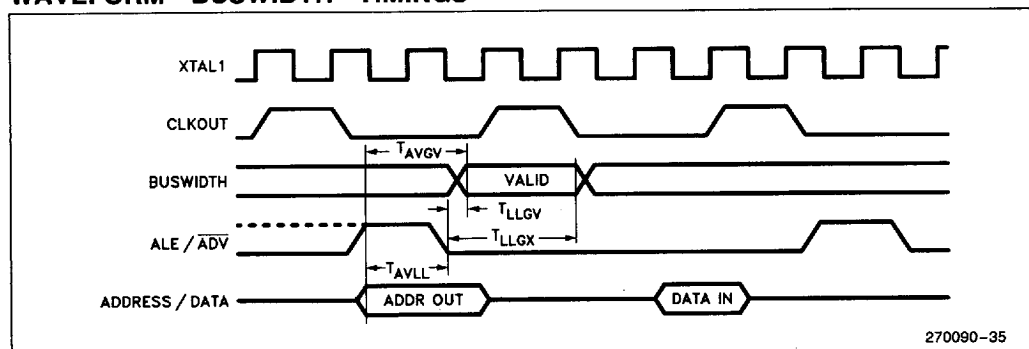 WAVEFORM—BUSWIDTH TIMINGS
XTAL1
CLKOUT
TAVGV
BUSWIDTH
VALID
TLLGV
ALE / ADV
TLLGX
TAVLL
ADDRESS / DATA
ADDR OUT
DATA IN
270090-35